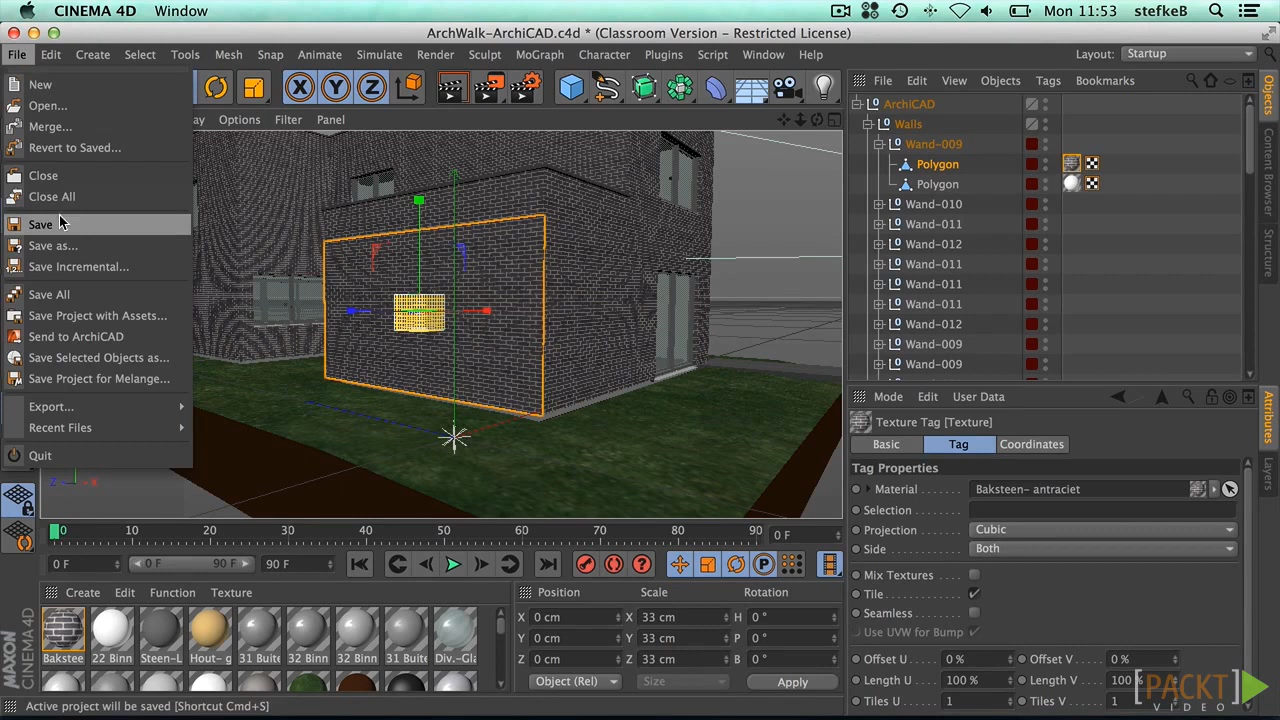 CINEMA 4D Window Mon 11:53 stefkeB
ArchWalk-ArchiCAD.c4d * (Classroom Version - Restricted License)
File Edit Create Select Tools Mesh Snap Animate Simulate Render Sculpt MoGraph Character Plugins Script Window Help Layout: Startup
New
Open...
Merge...
Revert to Saved...
Close
Close All
Save
Save as...
Save Incremental...
Save All
Save Project with Assets...
Send to ArchiCAD
Save Selected Objects as...
Save Project for Melange...
Export...
Recent Files
Quit
ay Options Filter Panel
X Y Z
Z X
File Edit View Objects Tags Bookmarks
ArchiCAD
Walls
Wand-009
Polygon
Polygon
Wand-010
Wand-011
Wand-012
Wand-011
Wand-011
Wand-011
Wand-012
Wand-009
Wand-009
Objects
Content Browser
Structure
Mode Edit User Data
Texture Tag [Texture]
Basic Tag Coordinates
Tag Properties
Material Baksteen- antraciet
Selection
Projection Cubic
Side Both
Mix Textures
Tile
Seamless
Use UVW for Bump
Offset U 0 % Offset V 0 %
Length U 100 % Length V 100
Tiles U 1 Tiles V 1
Attributes
Layers
0 10 20 30 40 50 60 70 80 90 0 F
0 F 0 F 90 F 90 F
P
Create Edit Function Texture
Bakstee 22 Binn Steen-L Hout- g 31 Buite 32 Binn 32 Binn 31 Buite Div.-Gla
Position Scale Rotation
X 0 cm X 33 cm H 0 °
Y 0 cm Y 33 cm P 0 °
Z 0 cm Z 33 cm B 0 °
Object (Rel) Size Apply
MAXON
CINEMA 4D
Active project will be saved [Shortcut Cmd+S]
[PACKT]
VIDEO